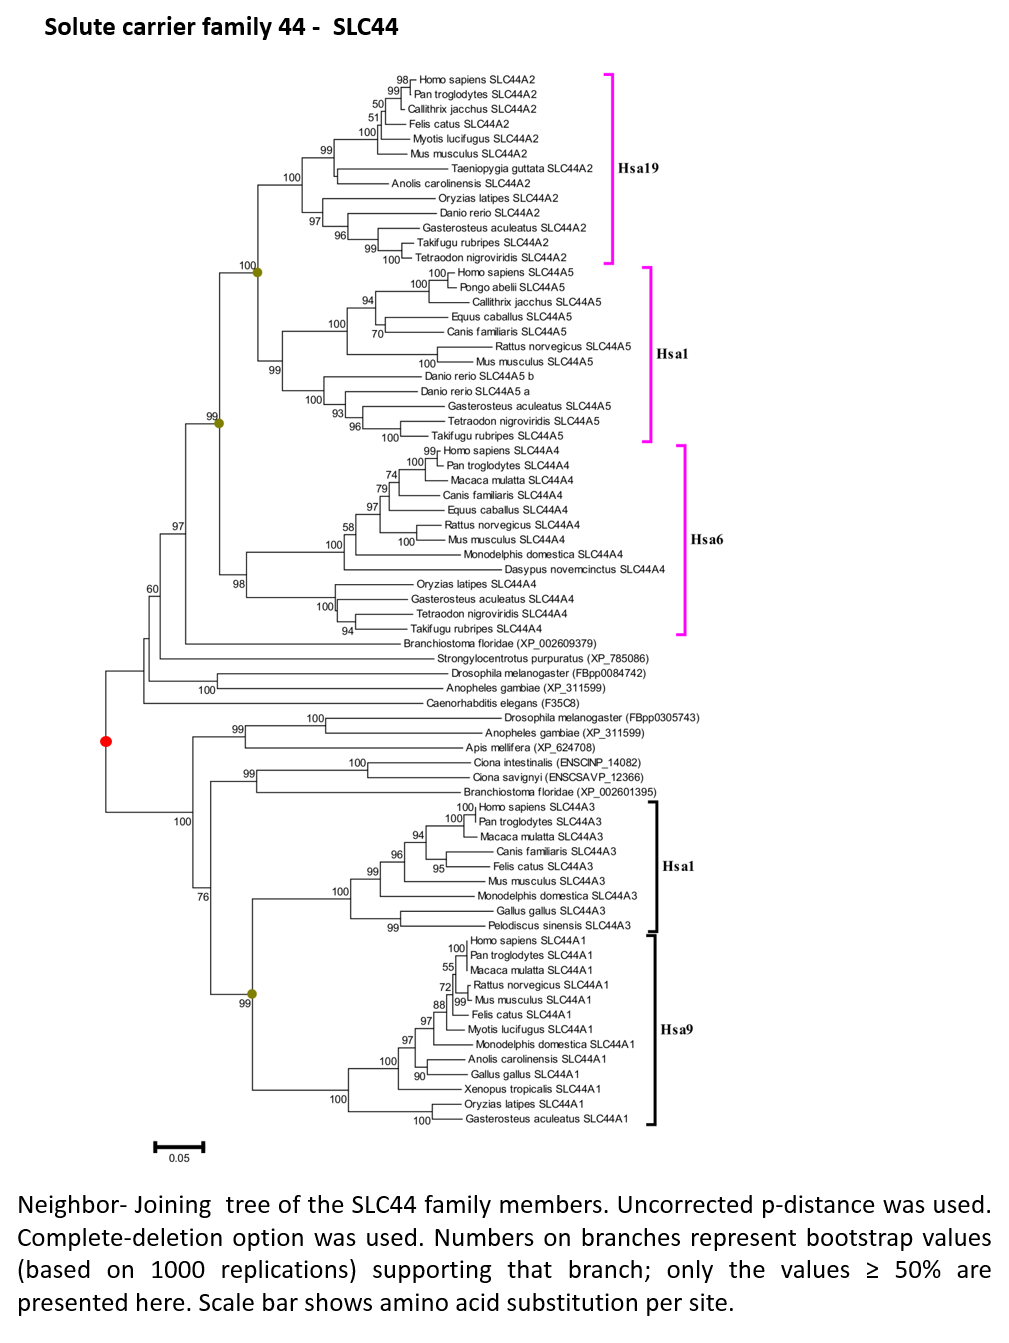 Solute carrier family 44 -  SLC44
98
Homo sapiens SLC44A2
99
Pan troglodytes SLC44A2
50
Callithrix jacchus SLC44A2
51
Felis catus SLC44A2
100
Myotis lucifugus SLC44A2
99
Mus musculus SLC44A2
Taeniopygia guttata SLC44A2
Hsa19
100
Anolis carolinensis SLC44A2
Oryzias latipes SLC44A2
97
Danio rerio SLC44A2
96
Gasterosteus aculeatus SLC44A2
99
Takifugu rubripes SLC44A2
100
Tetraodon nigroviridis SLC44A2
100
100
Homo sapiens SLC44A5
100
Pongo abelii SLC44A5
94
Callithrix jacchus SLC44A5
100
Equus caballus SLC44A5
70
Canis familiaris SLC44A5
Rattus norvegicus SLC44A5
Hsa1
100
Mus musculus SLC44A5
99
Danio rerio SLC44A5 b
100
Danio rerio SLC44A5 a
93
Gasterosteus aculeatus SLC44A5
99
96
Tetraodon nigroviridis SLC44A5
100
Takifugu rubripes SLC44A5
99
Homo sapiens SLC44A4
100
Pan troglodytes SLC44A4
74
Macaca mulatta SLC44A4
79
Canis familiaris SLC44A4
97
Equus caballus SLC44A4
58
Rattus norvegicus SLC44A4
97
100
Mus musculus SLC44A4
Hsa6
100
Monodelphis domestica SLC44A4
Dasypus novemcinctus SLC44A4
98
Oryzias latipes SLC44A4
60
100
Gasterosteus aculeatus SLC44A4
Tetraodon nigroviridis SLC44A4
94
Takifugu rubripes SLC44A4
Branchiostoma floridae (XP_002609379)
Strongylocentrotus purpuratus (XP_785086)
Drosophila melanogaster (FBpp0084742)
100
Anopheles gambiae (XP_311599)
Caenorhabditis elegans (F35C8)
100
Drosophila melanogaster (FBpp0305743)
99
Anopheles gambiae (XP_311599)
Apis mellifera (XP_624708)
100
Ciona intestinalis (ENSCINP_14082)
99
Ciona savignyi (ENSCSAVP_12366)
Branchiostoma floridae (XP_002601395)
100
100
Homo sapiens SLC44A3
100
Pan troglodytes SLC44A3
94
Macaca mulatta SLC44A3
96
Canis familiaris SLC44A3
95
Felis catus SLC44A3
Hsa1
99
Mus musculus SLC44A3
76
100
Monodelphis domestica SLC44A3
Gallus gallus SLC44A3
99
Pelodiscus sinensis SLC44A3
Homo sapiens SLC44A1
100
Pan troglodytes SLC44A1
55
Macaca mulatta SLC44A1
72
Rattus norvegicus SLC44A1
99
99
Mus musculus SLC44A1
88
Felis catus SLC44A1
97
Myotis lucifugus SLC44A1
Hsa9
97
Monodelphis domestica SLC44A1
100
Anolis carolinensis SLC44A1
90
Gallus gallus SLC44A1
100
Xenopus tropicalis SLC44A1
Oryzias latipes SLC44A1
100
Gasterosteus aculeatus SLC44A1
0.05
Neighbor- Joining  tree of the SLC44 family members. Uncorrected p-distance was used.
Complete-deletion option was used. Numbers on branches represent bootstrap values
(based on 1000 replications) supporting that branch; only the values ≥ 50% are
presented here. Scale bar shows amino acid substitution per site.